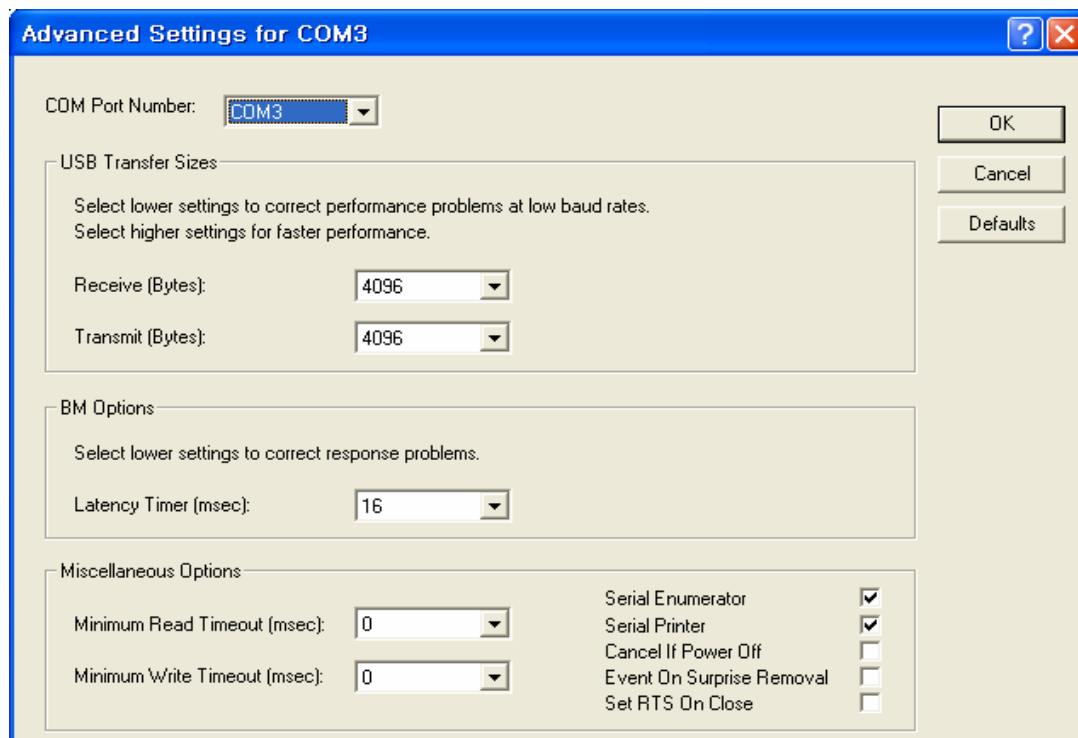 Advanced Settings for COM3
COM Port Number: COM3
OK
Cancel
Defaults
USB Transfer Sizes
Select lower settings to correct performance problems at low baud rates.
Select higher settings for faster performance.
Receive (Bytes): 4096
Transmit (Bytes): 4096
BM Options
Select lower settings to correct response problems.
Latency Timer (msec): 16
Miscellaneous Options
Minimum Read Timeout (msec): 0
Minimum Write Timeout (msec): 0
Serial Enumerator
Serial Printer
Cancel If Power Off
Event On Surprise Removal
Set RTS On Close